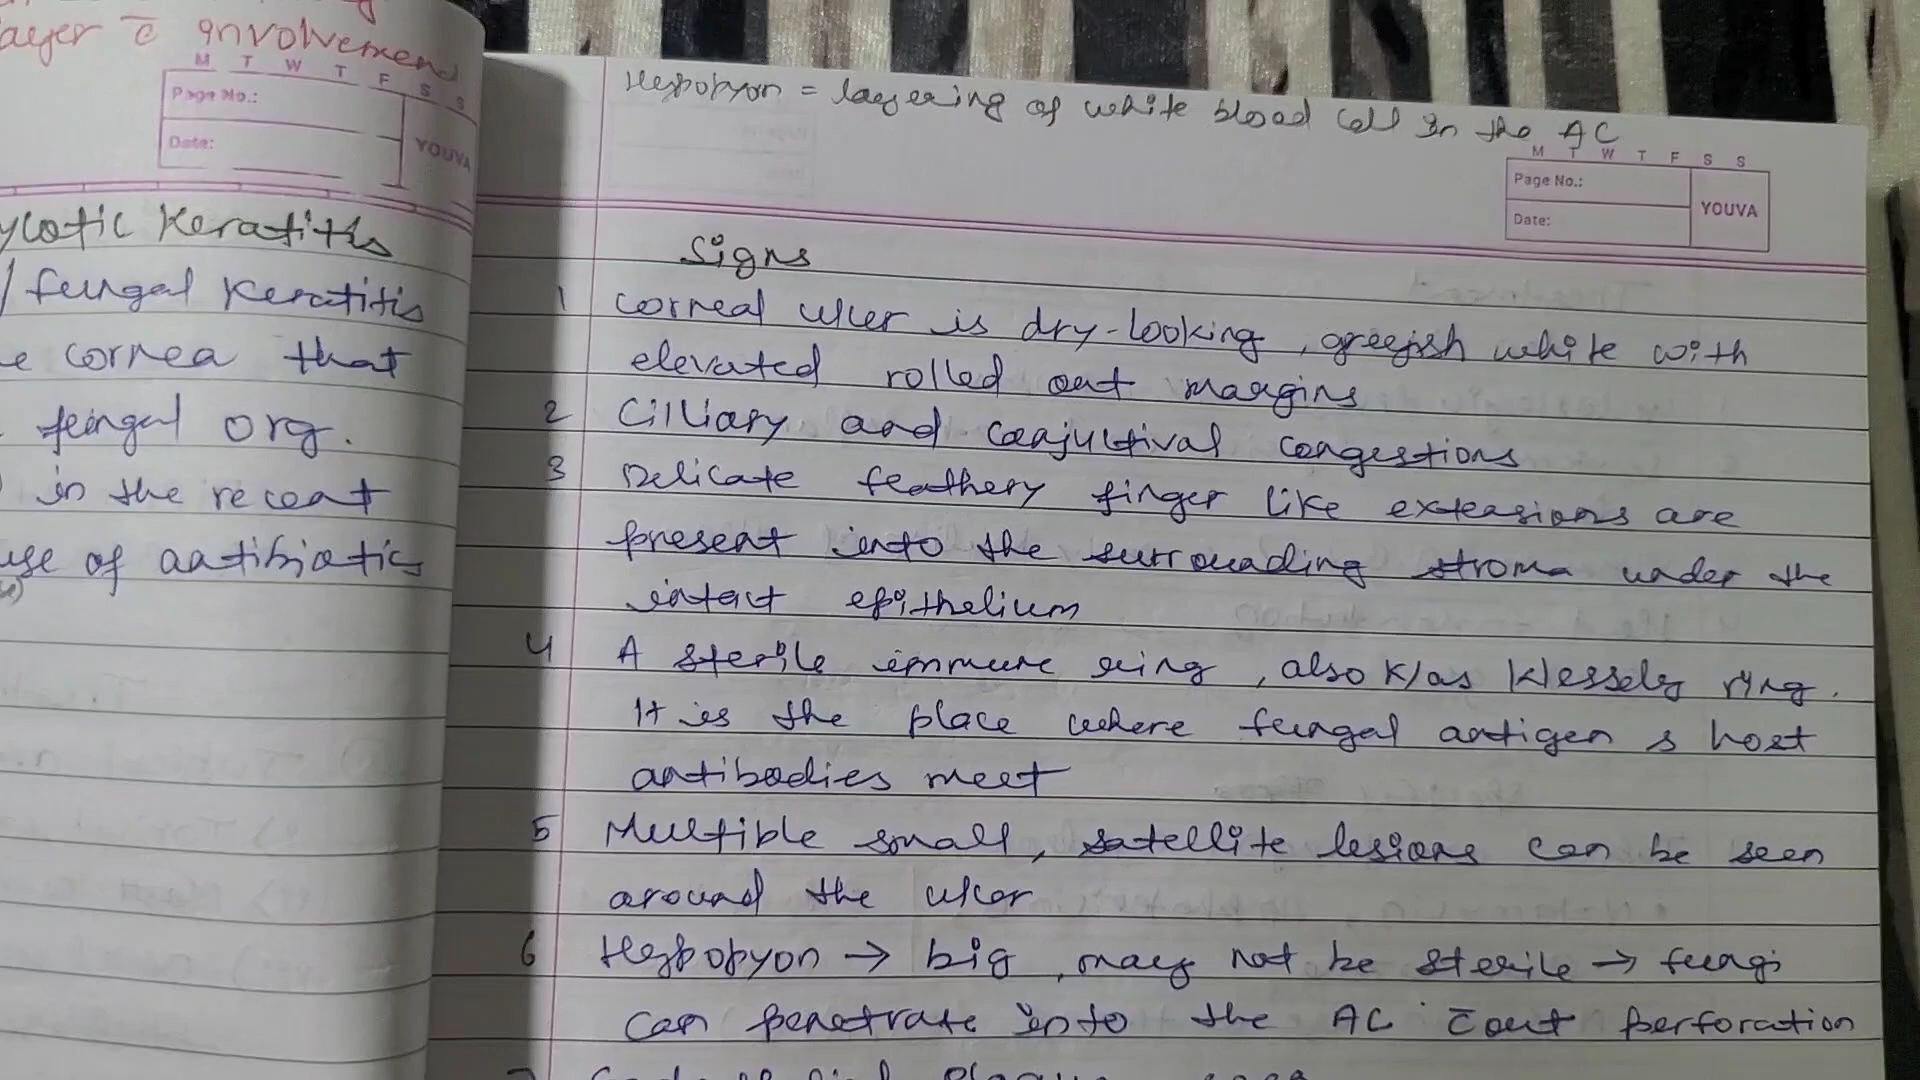 ayer c̄ involvemend
M T W T F S S
Page No.:
Date:
YOUVA
ycotic Keratitis
/ fungal Keratitis
e cornea that
fungal org.
in the recent
use of antibiotics
Hypopyon = layering of white blood cell in the AC
M T W T F S S
Page No.:
Date:
YOUVA
Signs
1 corneal ulcer is dry-looking, greyish white with
elevated rolled out margins
2 Cilliary and conjuctival congestions
3 Delicate feathery finger like extensions are
present into the surrounding stroma under the
intact epithelium
4 A sterile immune ring, also k/as Klessely ring.
It is the place where fungal antigen & host
antibodies meet
5 Multiple small, satellite lesions can be seen
around the ulcer
6 Hypopyon → big, may not be sterile → fungi
can penetrate into the AC c̄out perforation